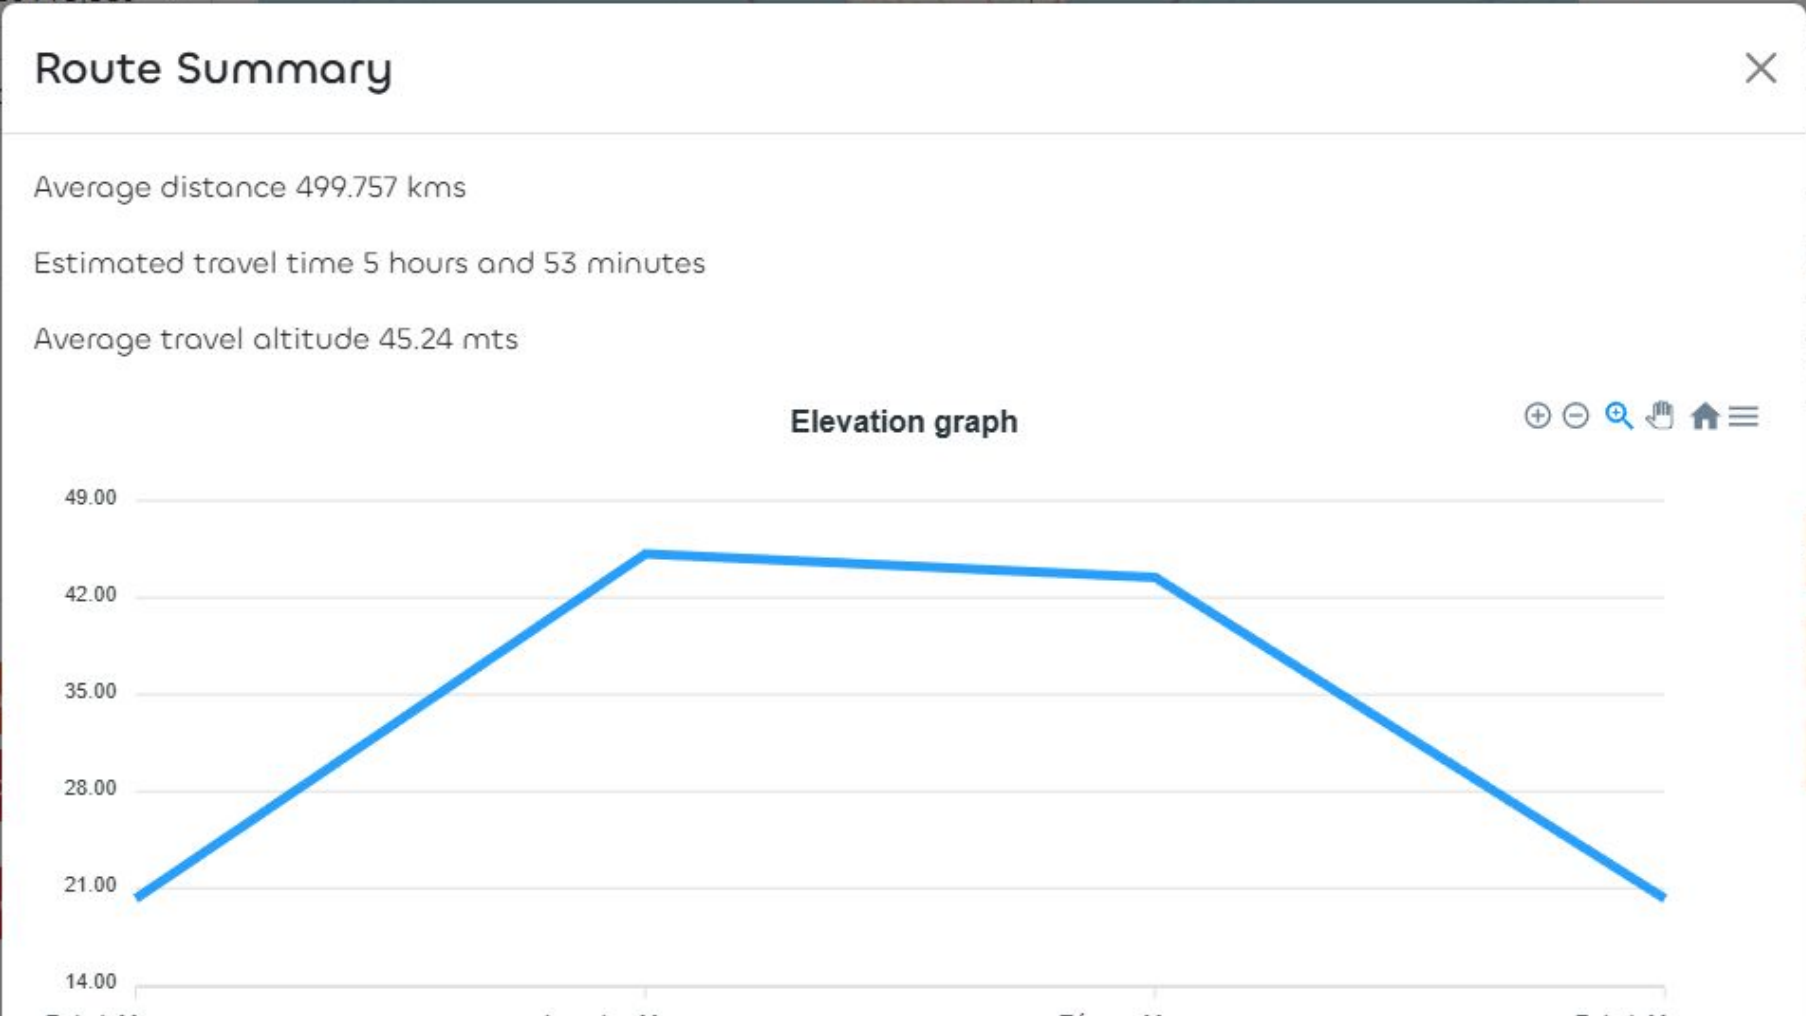 Route Summary
Average distance 499.757 kms
Estimated travel time 5 hours and 53 minutes
Average travel altitude 45.24 mts
Elevation graph
49.00
42.00
35.00
28.00
21.00
14.00